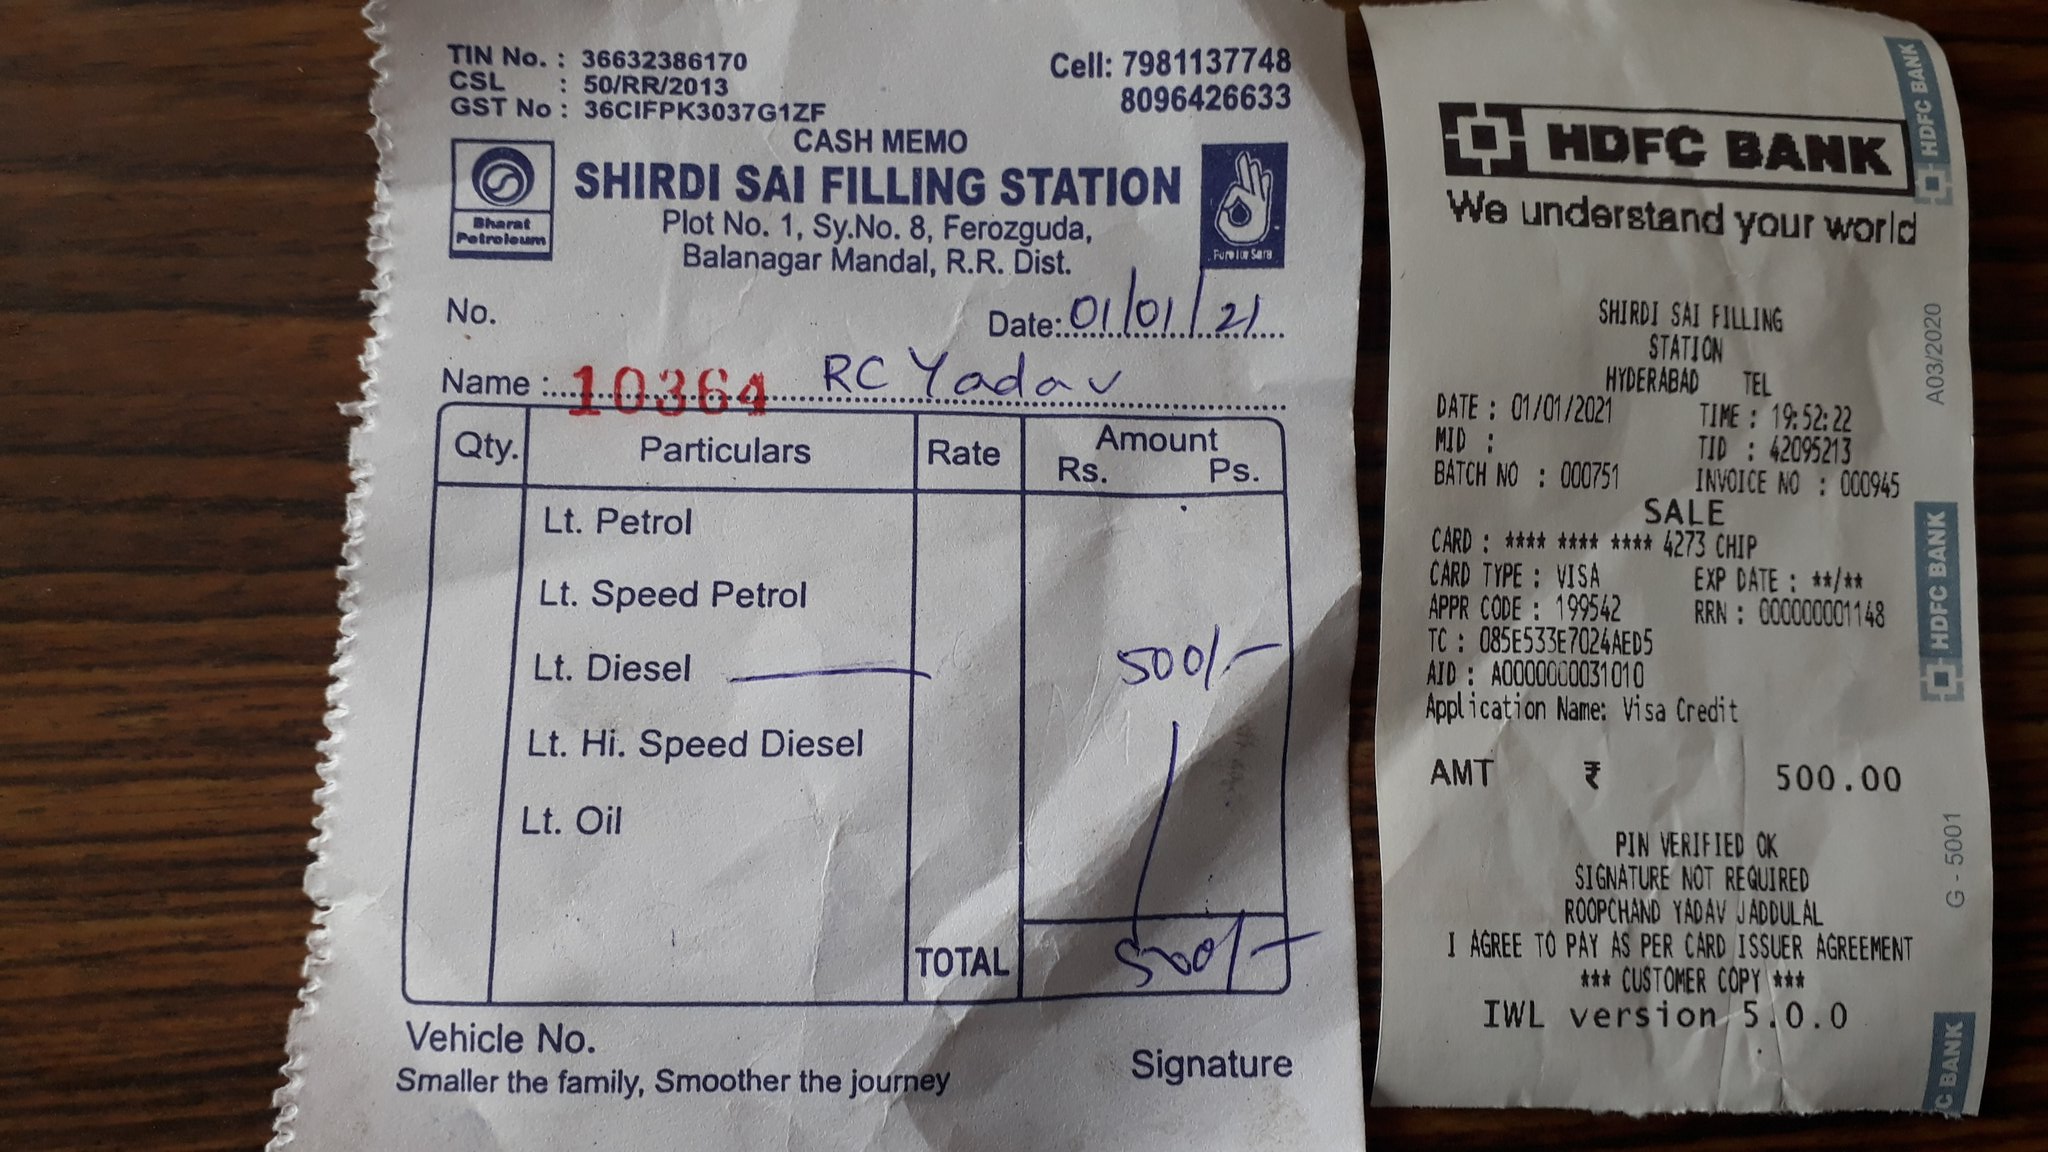 TIN No. : 36632386170
CSL : 50/RR/2013
GST No : 36CIFPK3037G1ZF
Cell: 7981137748
8096426633
CASH MEMO
Bharat
Petroleum
SHIRDI SAI FILLING STATION
Pure for Sure
Plot No. 1, Sy.No. 8, Ferozguda,
Balanagar Mandal, R.R. Dist.
No.
Date: 01/01/21
Name : 10364 RC Yadav
Qty. Particulars Rate Amount
Rs. Ps.
Lt. Petrol
Lt. Speed Petrol
Lt. Diesel 500/-
Lt. Hi. Speed Diesel
Lt. Oil
TOTAL 500/-
Vehicle No.
Signature
Smaller the family, Smoother the journey
HDFC BANK
We understand your world
SHIRDI SAI FILLING
STATION
HYDERABAD TEL
DATE : 01/01/2021 TIME : 19:52:22
MID : TID : 42095213
BATCH NO : 000751 INVOICE NO : 000945
SALE
CARD : **** **** **** 4273 CHIP
CARD TYPE : VISA EXP DATE : **/**
APPR CODE : 199542 RRN : 000000001148
TC : 085E533E7024AED5
AID : A0000000031010
Application Name: Visa Credit
AMT ₹ 500.00
PIN VERIFIED OK
SIGNATURE NOT REQUIRED
ROOPCHAND YADAV JADDULAL
I AGREE TO PAY AS PER CARD ISSUER AGREEMENT
*** CUSTOMER COPY ***
IWL version 5.0.0
HDFC BANK
A03/2020
HDFC BANK
G - 5001
C BANK